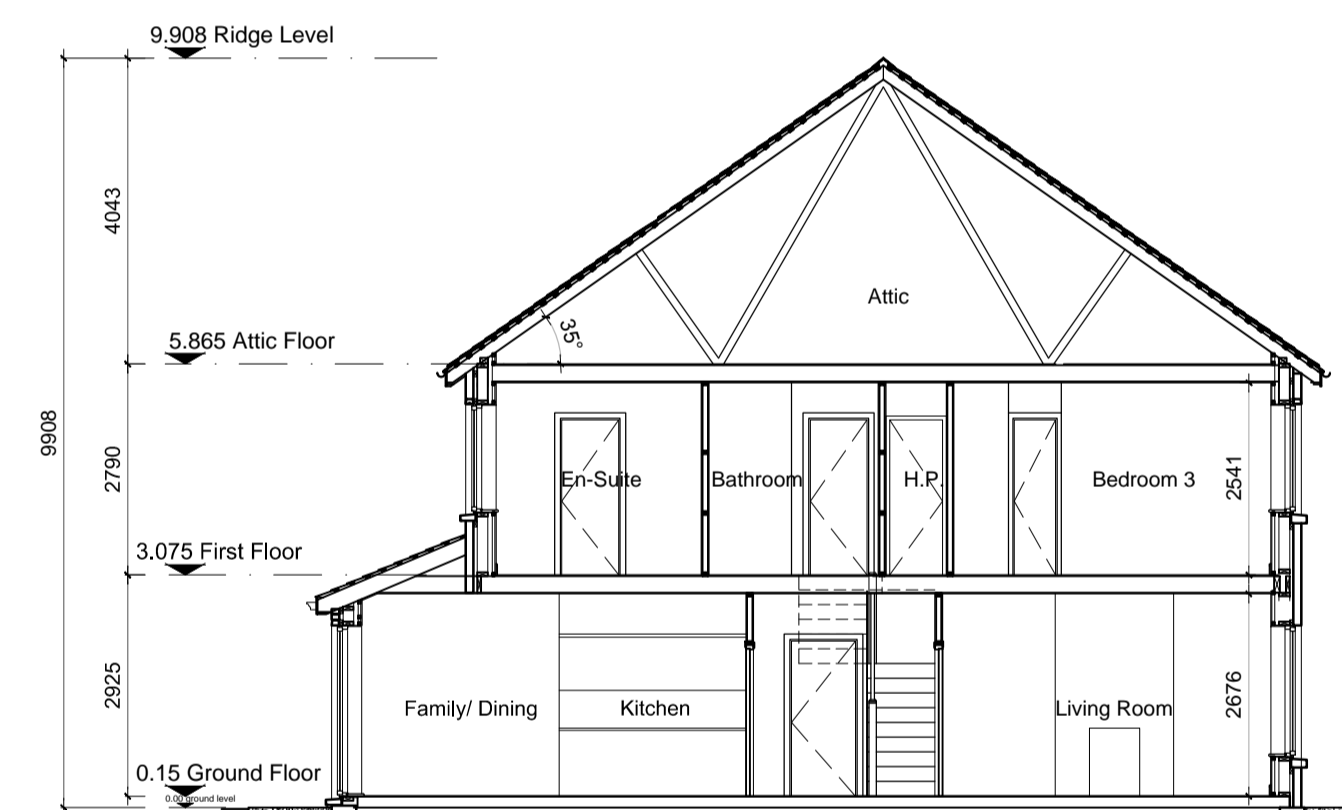 9.908 Ridge Level
4043
Attic
35°
5.865 Attic Floor
9908
2790
En-Suite
Bathroom
H.P.
Bedroom 3
2541
3.075 First Floor
2925
Family/ Dining
Kitchen
Living Room
2676
0.15 Ground Floor
0.00 ground level